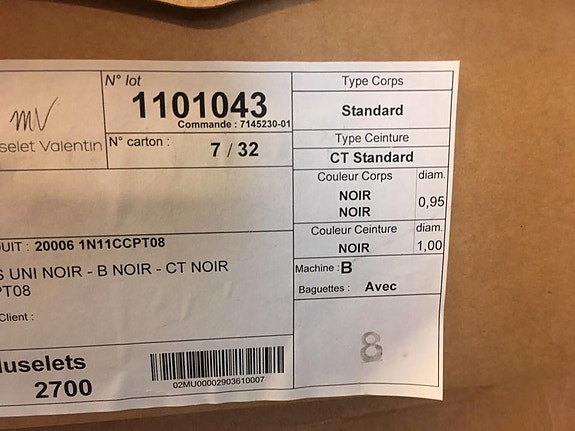 MV
selet Valentin
N° lot
1101043
Commande : 7145230-01
N° carton :
7 / 32
UIT : 20006 1N11CCPT08
S UNI NOIR - B NOIR - CT NOIR
PT08
Client :
uselets
2700
02MU00002903610007
Type Corps
Standard
Type Ceinture
CT Standard
Couleur Corps diam.
NOIR
NOIR
0,95
Couleur Ceinture diam.
NOIR 1,00
Machine : B
Baguettes : Avec
8